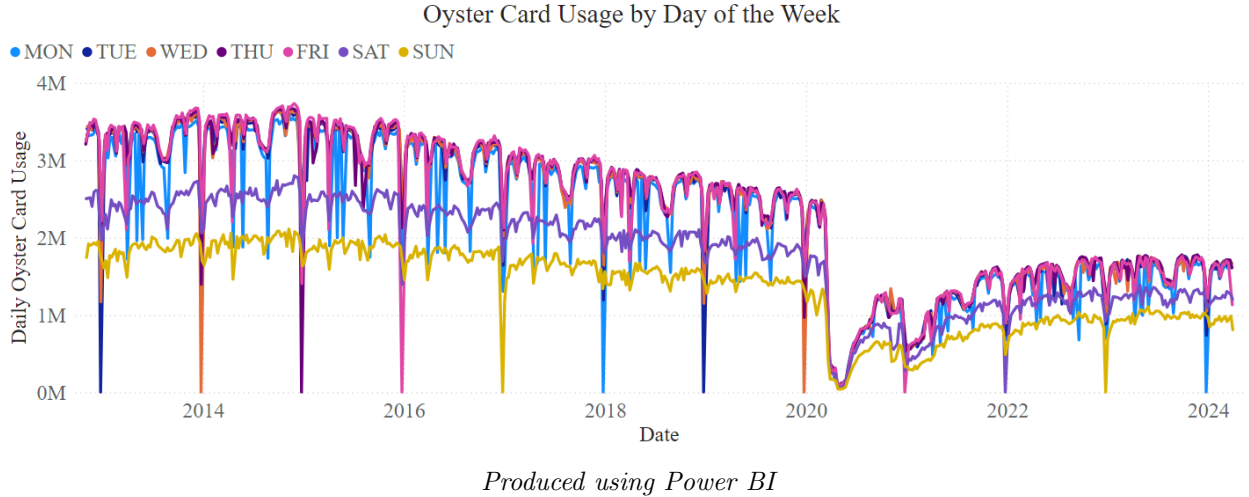 Oyster Card Usage by Day of the Week
MON TUE WED THU FRI SAT SUN
4M
3M
2M
1M
0M
Daily Oyster Card Usage
2014 2016 2018 2020 2022 2024
Date
Produced using Power BI